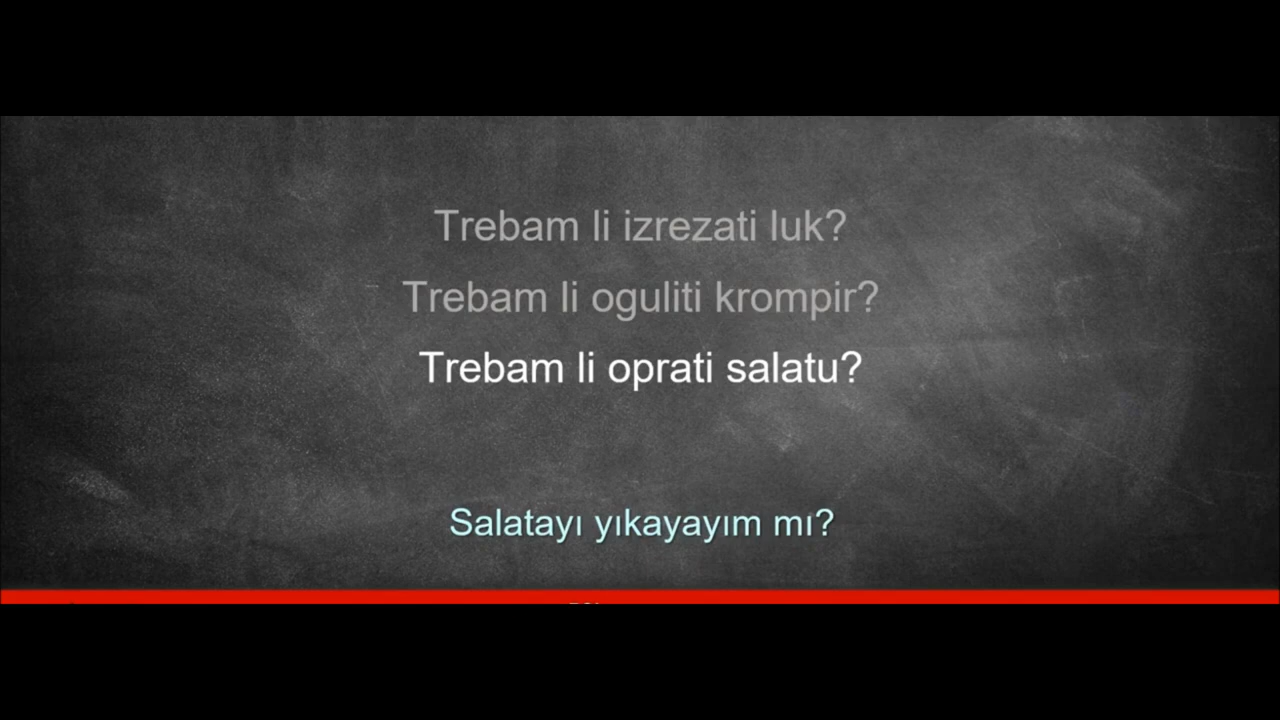 Trebam li izrezati luk?
Trebam li oguliti krompir?
Trebam li oprati salatu?
Salatayı yıkayayım mı?